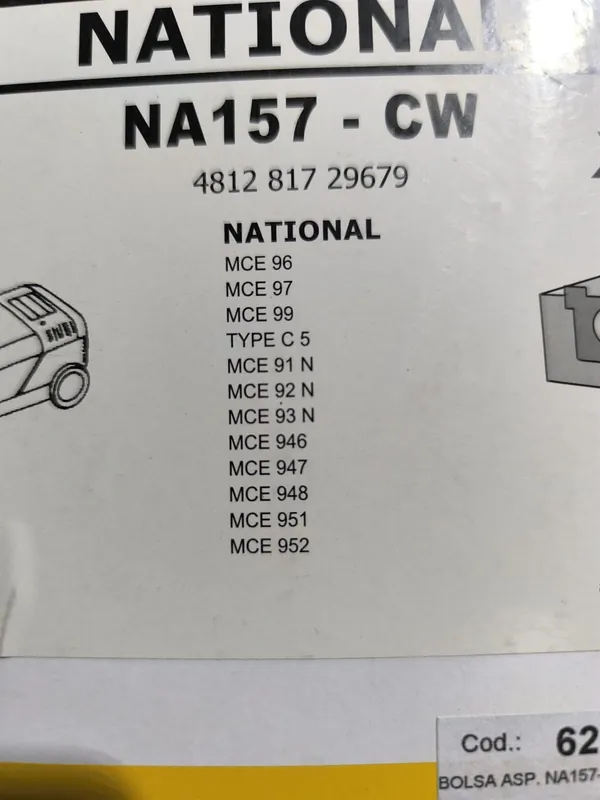 NATIONAL
NA157 - CW
4812 817 29679
NATIONAL
MCE 96
MCE 97
MCE 99
TYPE C 5
MCE 91 N
MCE 92 N
MCE 93 N
MCE 946
MCE 947
MCE 948
MCE 951
MCE 952
Cod.: 62
BOLSA ASP. NA157-